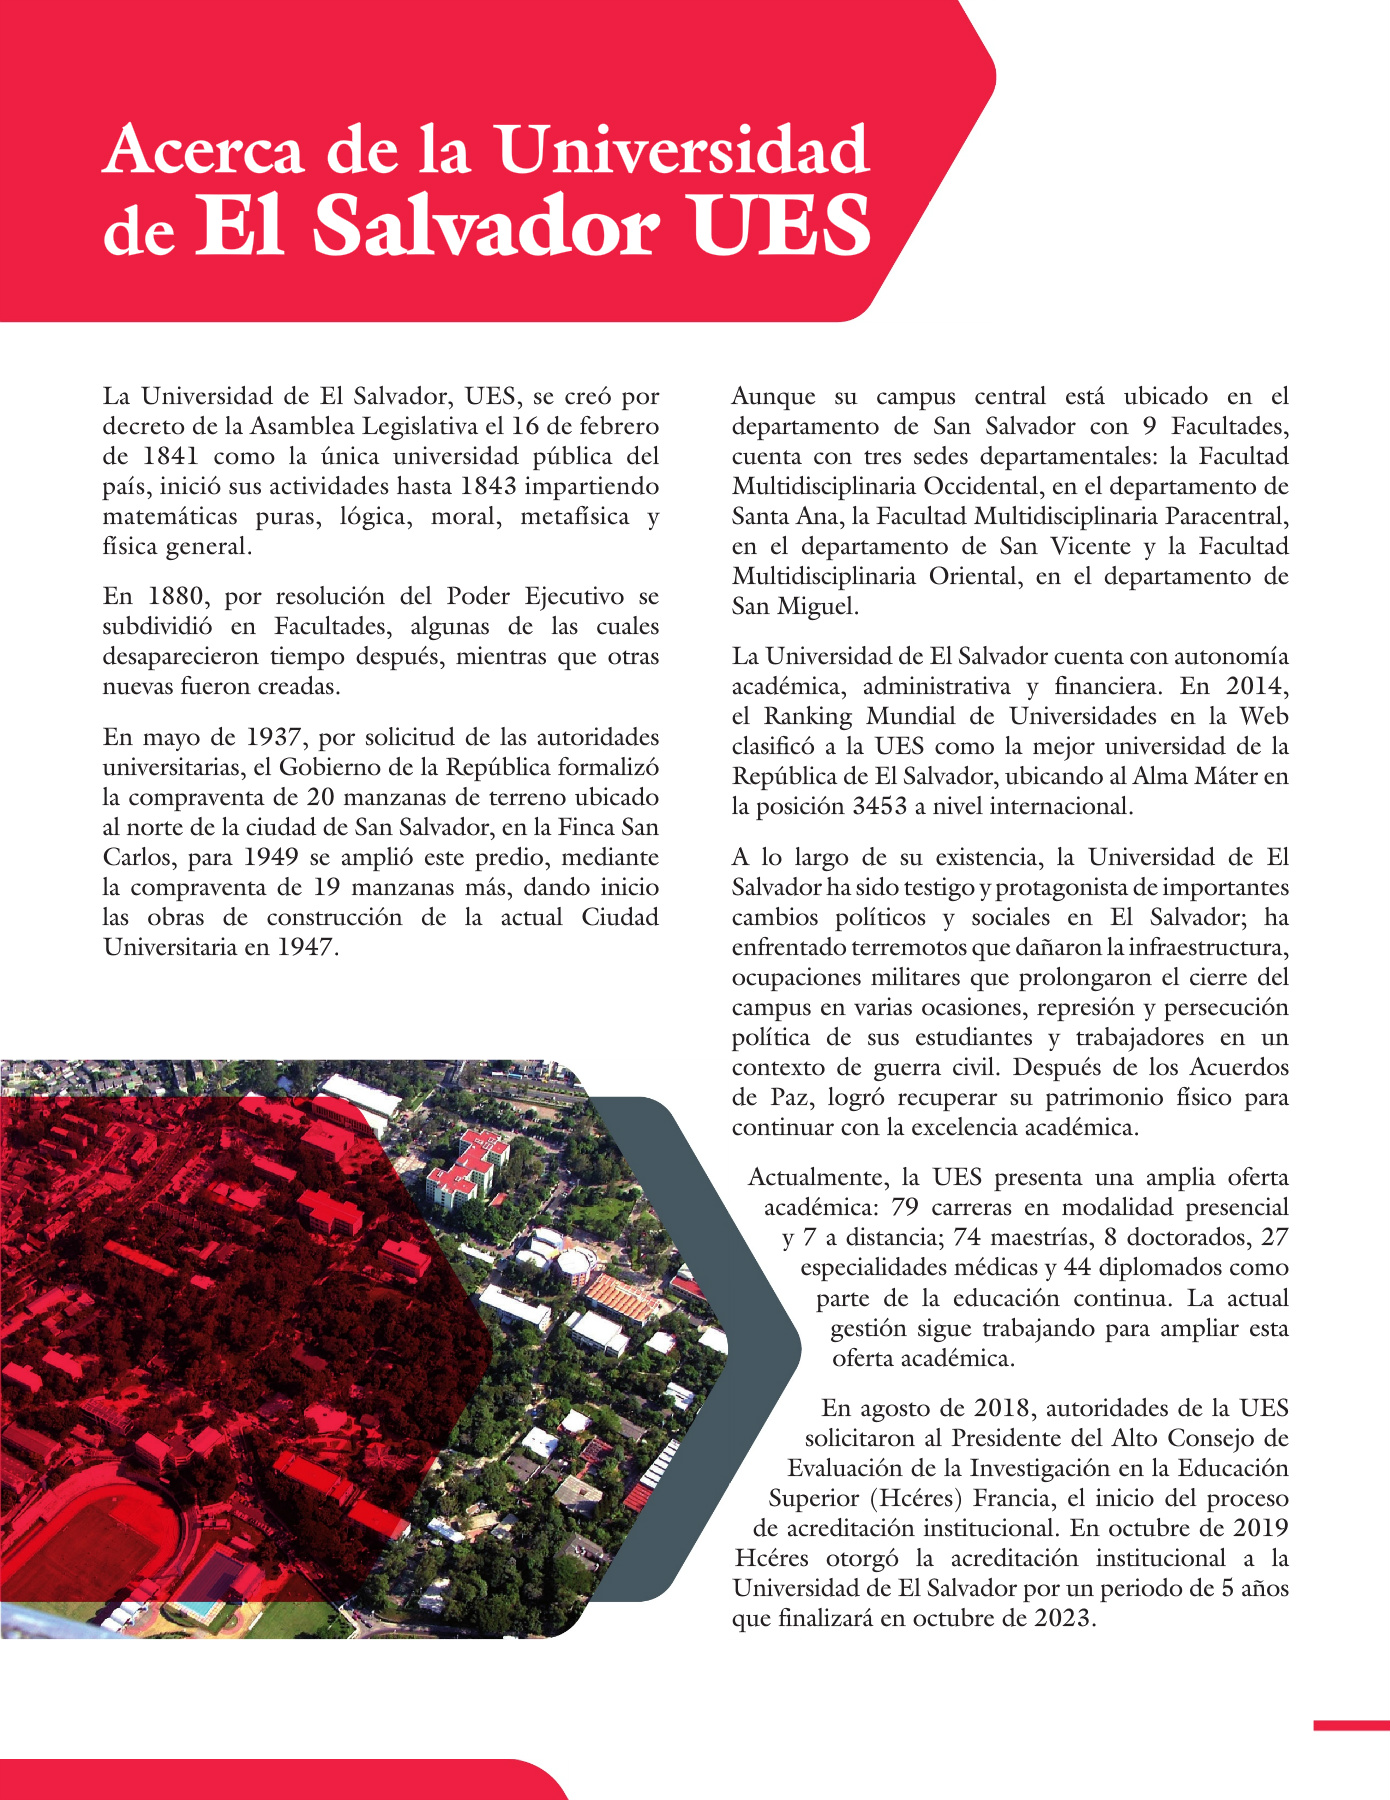 Acerca de la Universidad
de El Salvador UES
La Universidad de El Salvador, UES, se creó por
decreto de la Asamblea Legislativa el 16 de febrero
de 1841 como la única universidad pública del
país, inició sus actividades hasta 1843 impartiendo
matemáticas puras, lógica, moral, metafísica y
física general.
En 1880, por resolución del Poder Ejecutivo se
subdividió en Facultades, algunas de las cuales
desaparecieron tiempo después, mientras que otras
nuevas fueron creadas.
En mayo de 1937, por solicitud de las autoridades
universitarias, el Gobierno de la República formalizó
la compraventa de 20 manzanas de terreno ubicado
al norte de la ciudad de San Salvador, en la Finca San
Carlos, para 1949 se amplió este predio, mediante
la compraventa de 19 manzanas más, dando inicio
las obras de construcción de la actual Ciudad
Universitaria en 1947.
Aunque su campus central está ubicado en el
departamento de San Salvador con 9 Facultades,
cuenta con tres sedes departamentales: la Facultad
Multidisciplinaria Occidental, en el departamento de
Santa Ana, la Facultad Multidisciplinaria Paracentral,
en el departamento de San Vicente y la Facultad
Multidisciplinaria Oriental, en el departamento de
San Miguel.
La Universidad de El Salvador cuenta con autonomía
académica, administrativa y financiera. En 2014,
el Ranking Mundial de Universidades en la Web
clasificó a la UES como la mejor universidad de la
República de El Salvador, ubicando al Alma Máter en
la posición 3453 a nivel internacional.
A lo largo de su existencia, la Universidad de El
Salvador ha sido testigo y protagonista de importantes
cambios políticos y sociales en El Salvador; ha
enfrentado terremotos que dañaron la infraestructura,
ocupaciones militares que prolongaron el cierre del
campus en varias ocasiones, represión y persecución
política de sus estudiantes y trabajadores en un
contexto de guerra civil. Después de los Acuerdos
de Paz, logró recuperar su patrimonio físico para
continuar con la excelencia académica.
Actualmente, la UES presenta una amplia oferta
académica: 79 carreras en modalidad presencial
y 7 a distancia; 74 maestrías, 8 doctorados, 27
especialidades médicas y 44 diplomados como
parte de la educación continua. La actual
gestión sigue trabajando para ampliar esta
oferta académica.
En agosto de 2018, autoridades de la UES
solicitaron al Presidente del Alto Consejo de
Evaluación de la Investigación en la Educación
Superior (Hcéres) Francia, el inicio del proceso
de acreditación institucional. En octubre de 2019
Hcéres otorgó la acreditación institucional a la
Universidad de El Salvador por un periodo de 5 años
que finalizará en octubre de 2023.